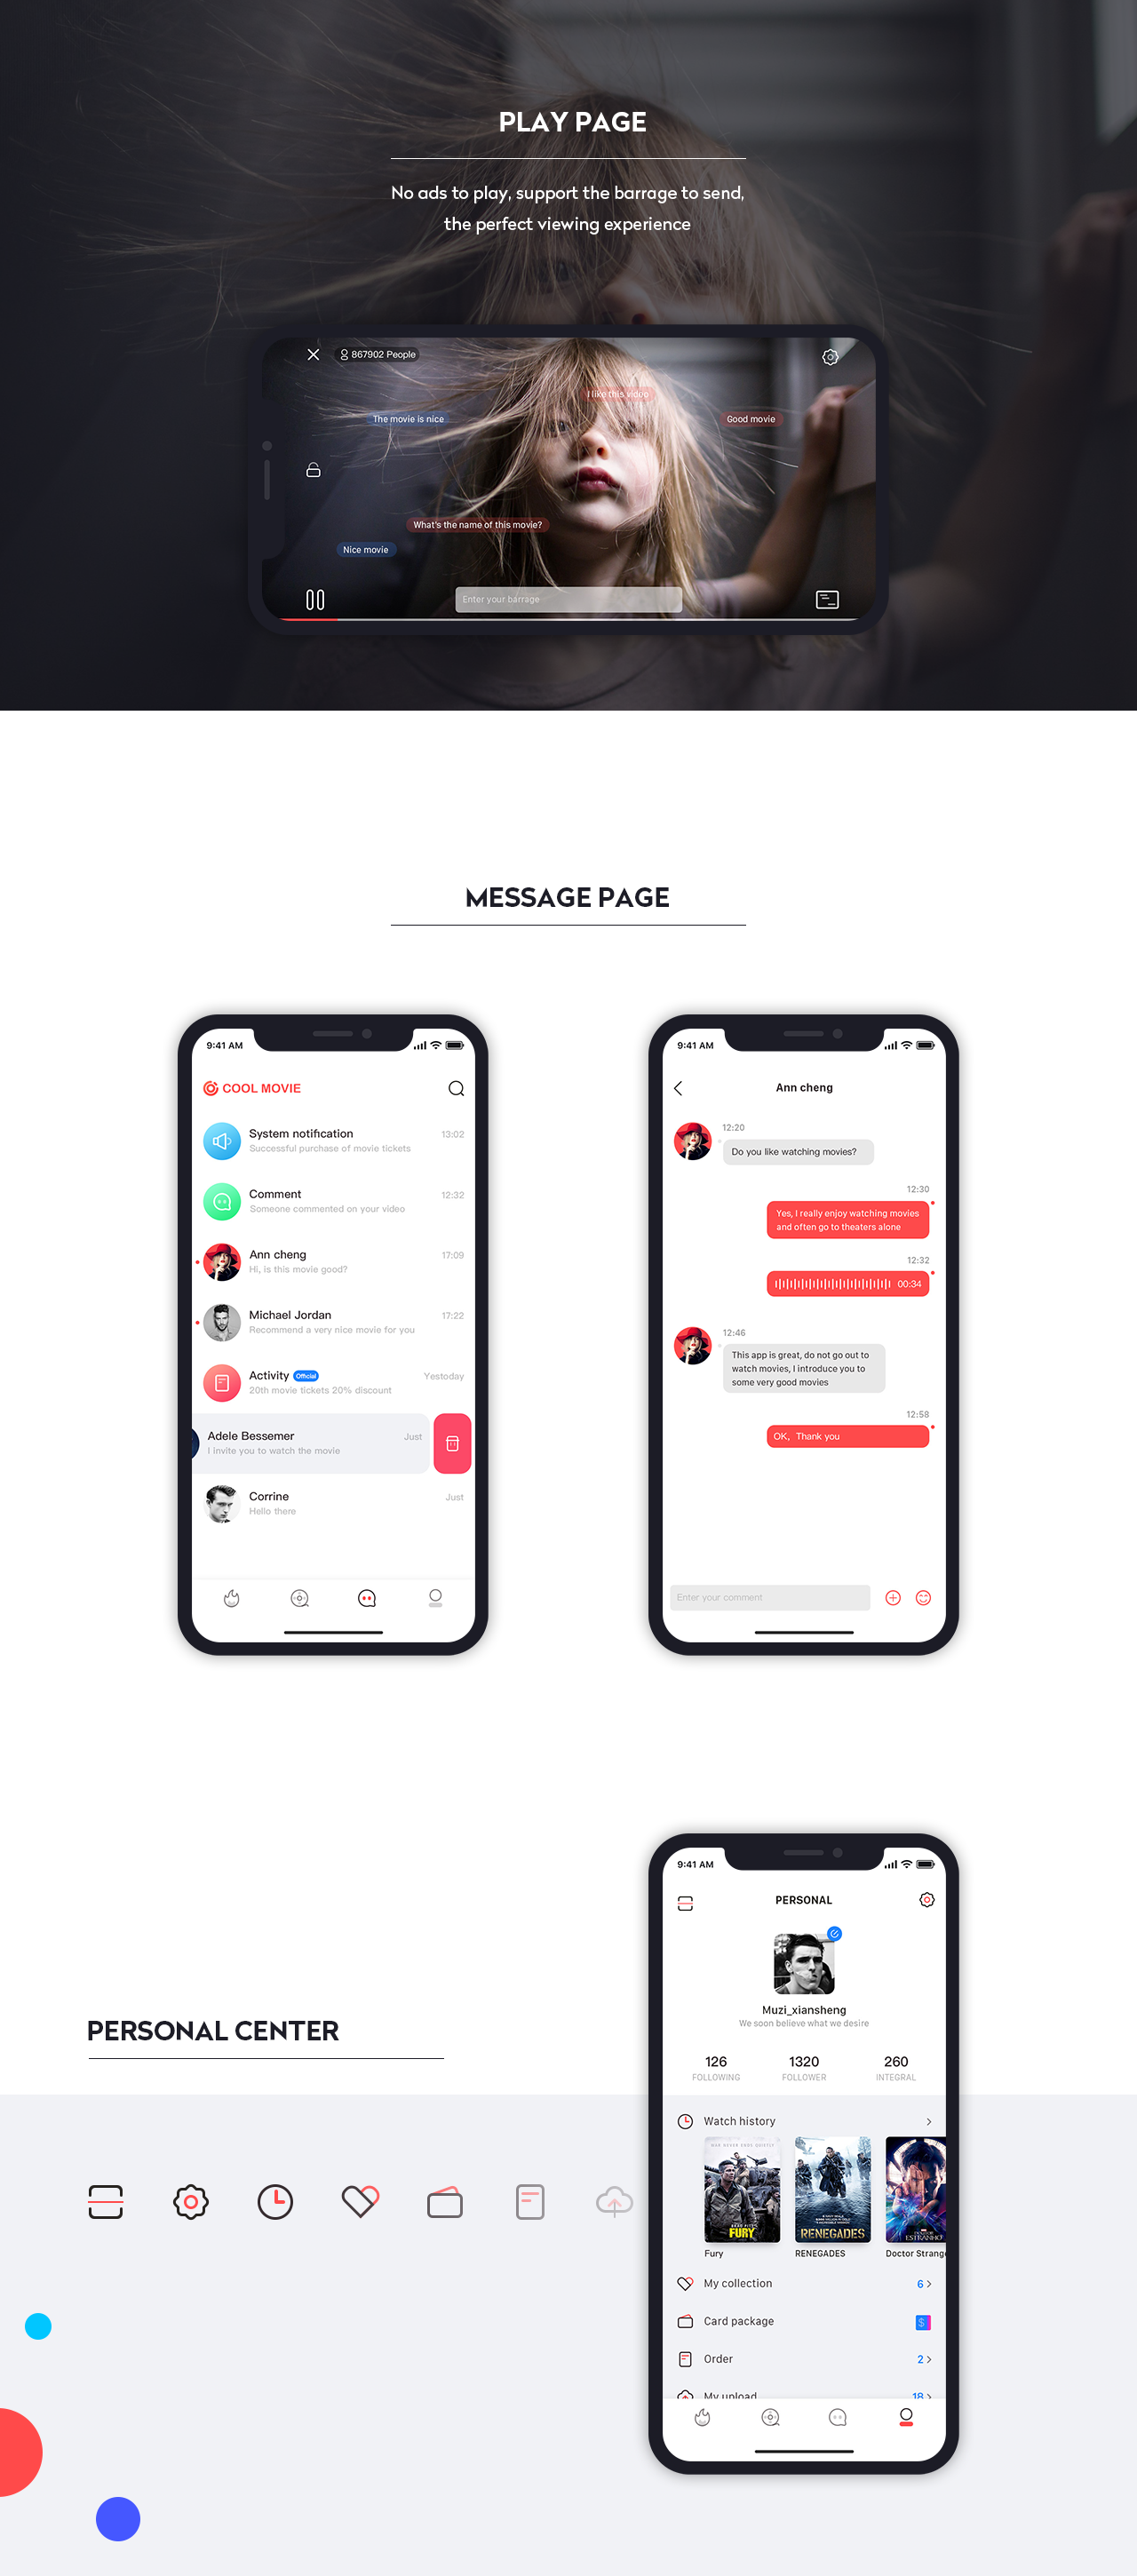 PLAY PAGE
No ads to play, support the barrage to send,
the perfect viewing experience
867902 People
I like this video
The movie is nice
Good movie
What's the name of this movie?
Nice movie
Enter your barrage
MESSAGE PAGE
9:41 AM
COOL MOVIE
System notification
13:02
Successful purchase of movie tickets
Comment
12:32
Someone commented on your video
Ann cheng
17:09
Hi, is this movie good?
Michael Jordan
17:22
Recommend a very nice movie for you
Activity Official
Yestoday
20th movie tickets 20% discount
Adele Bessemer
Just
I invite you to watch the movie
Corrine
Just
Hello there
9:41 AM
Ann cheng
12:20
Do you like watching movies?
12:30
Yes, I really enjoy watching movies
and often go to theaters alone
12:32
00:34
12:46
This app is great, do not go out to
watch movies, I introduce you to
some very good movies
12:58
OK, Thank you
Enter your comment
PERSONAL CENTER
9:41 AM
PERSONAL
Muzi_xiansheng
We soon believe what we desire
126
1320
260
FOLLOWING
FOLLOWER
INTEGRAL
Watch history
WAR NEVER ENDS QUIETLY
FURY
RENEGADES
DOCTOR
ESTRANHO
Fury
RENEGADES
Doctor Strange
My collection
6
Card package
$
Order
2
My upload
18